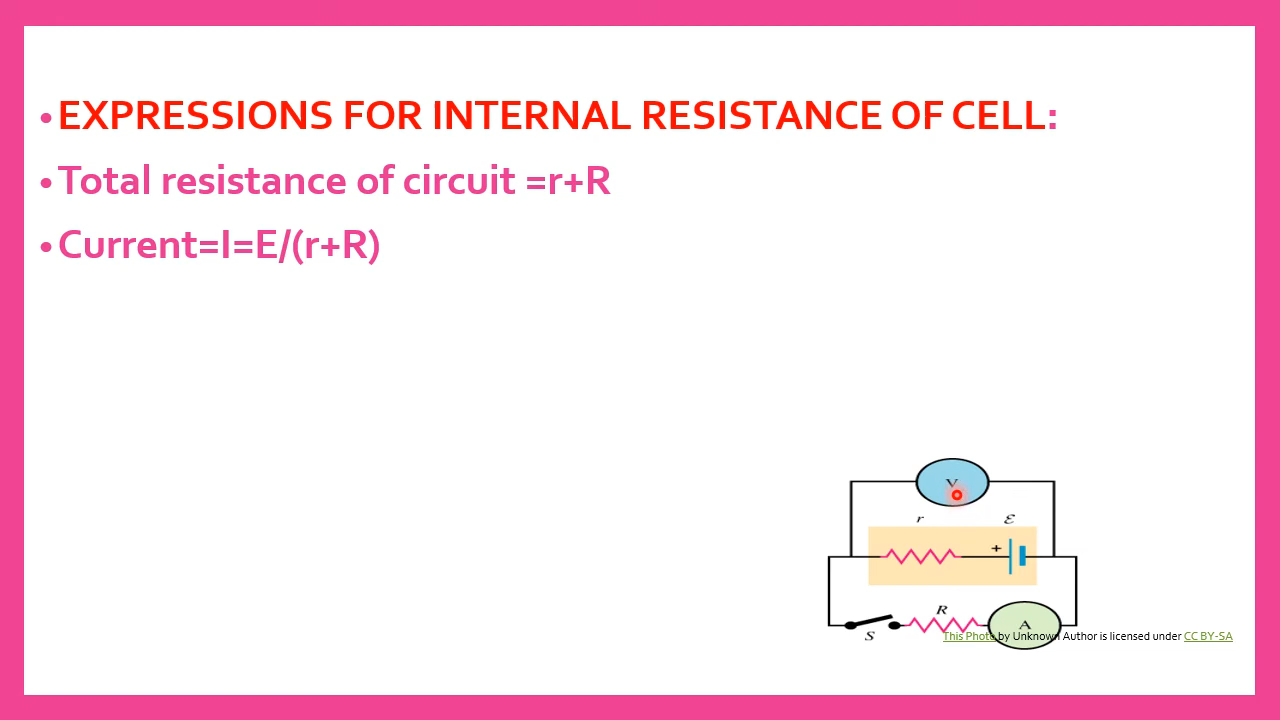 •EXPRESSIONS FOR INTERNAL RESISTANCE OF CELL:
•Total resistance of circuit =r+R
•Current=I=E/(r+R)
V
r ℰ
+
R
S A
This Photo by Unknown Author is licensed under CC BY-SA